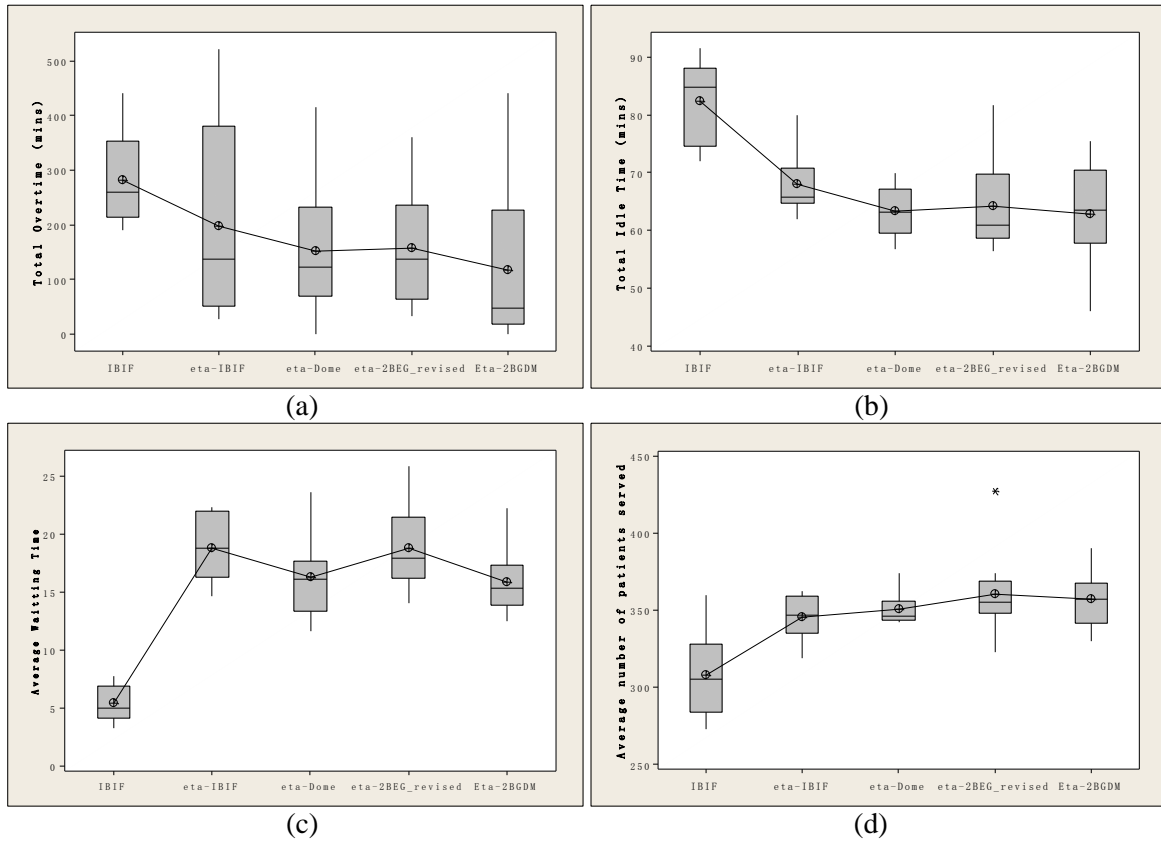 Total Overtime (mins)
500
400
300
200
100
0
IBIF eta-IBIF eta-Dome eta-2BEG_revised Eta-2BGDM
(a)
Total Idle Time (mins)
90
80
70
60
50
40
IBIF eta-IBIF eta-Dome eta-2BEG_revised Eta-2BGDM
(b)
Average Waitting Time
25
20
15
10
5
0
IBIF eta-IBIF eta-Dome eta-2BEG_revised Eta-2BGDM
(c)
Average number of patients served
450
400
350
300
250
IBIF eta-IBIF eta-Dome eta-2BEG_revised Eta-2BGDM
(d)